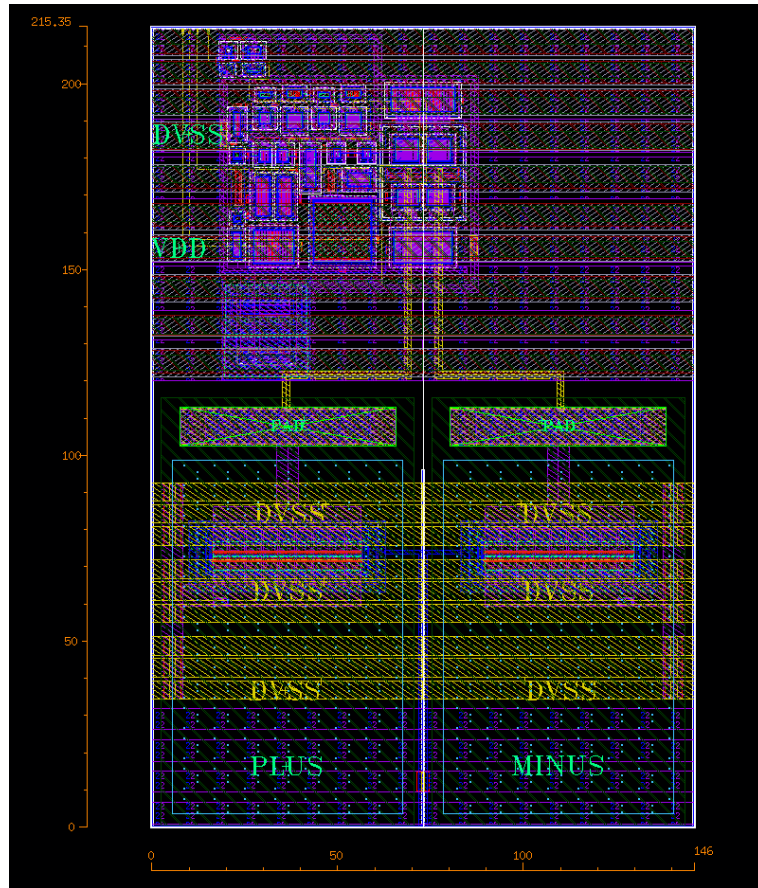 215.35
200
DVSS
VDD
150
PAD PAD
100
DVSS DVSS
DVSS DVSS
50
DVSS DVSS
PLUS MINUS
0
0 50 100 146